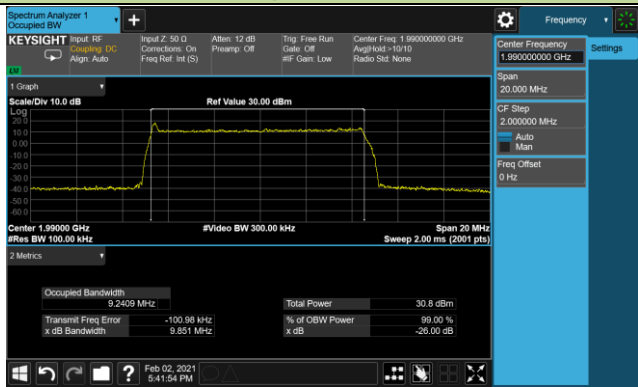 Spectrum Analyzer 1
Occupied BW
Frequency
KEYSIGHT
Input: RF
Coupling: DC
Align: Auto
Input Z: 50 Ω
Corrections: On
Freq Ref: Int (S)
Atten: 12 dB
Preamp: Off
Trig: Free Run
Gate: Off
#IF Gain: Low
Center Freq: 1.990000000 GHz
Avg|Hold:>10/10
Radio Std: None
Center Frequency
1.990000000 GHz
Settings
Span
20.000 MHz
CF Step
2.000000 MHz
Auto
Man
Freq Offset
0 Hz
1 Graph
Scale/Div 10.0 dB
Ref Value 30.00 dBm
Log
20.0
10.0
0.00
-10.0
-20.0
-30.0
-40.0
-50.0
-60.0
Center 1.99000 GHz
#Video BW 300.00 kHz
Span 20 MHz
#Res BW 100.00 kHz
Sweep 2.00 ms (2001 pts)
2 Metrics
Occupied Bandwidth
9.2409 MHz
Total Power
30.8 dBm
Transmit Freq Error
-100.98 kHz
% of OBW Power
99.00 %
x dB Bandwidth
9.851 MHz
x dB
-26.00 dB
?
Feb 02, 2021
5:41:54 PM